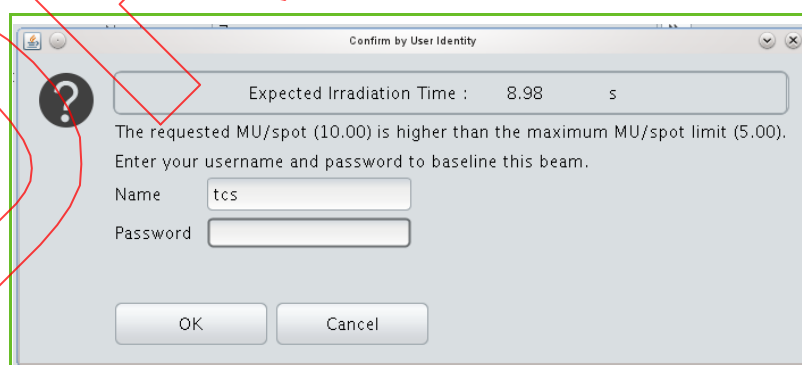 Confirm by User Identity
Expected Irradiation Time : 8.98 s
The requested MU/spot (10.00) is higher than the maximum MU/spot limit (5.00).
Enter your username and password to baseline this beam.
Name tcs
Password
OK Cancel